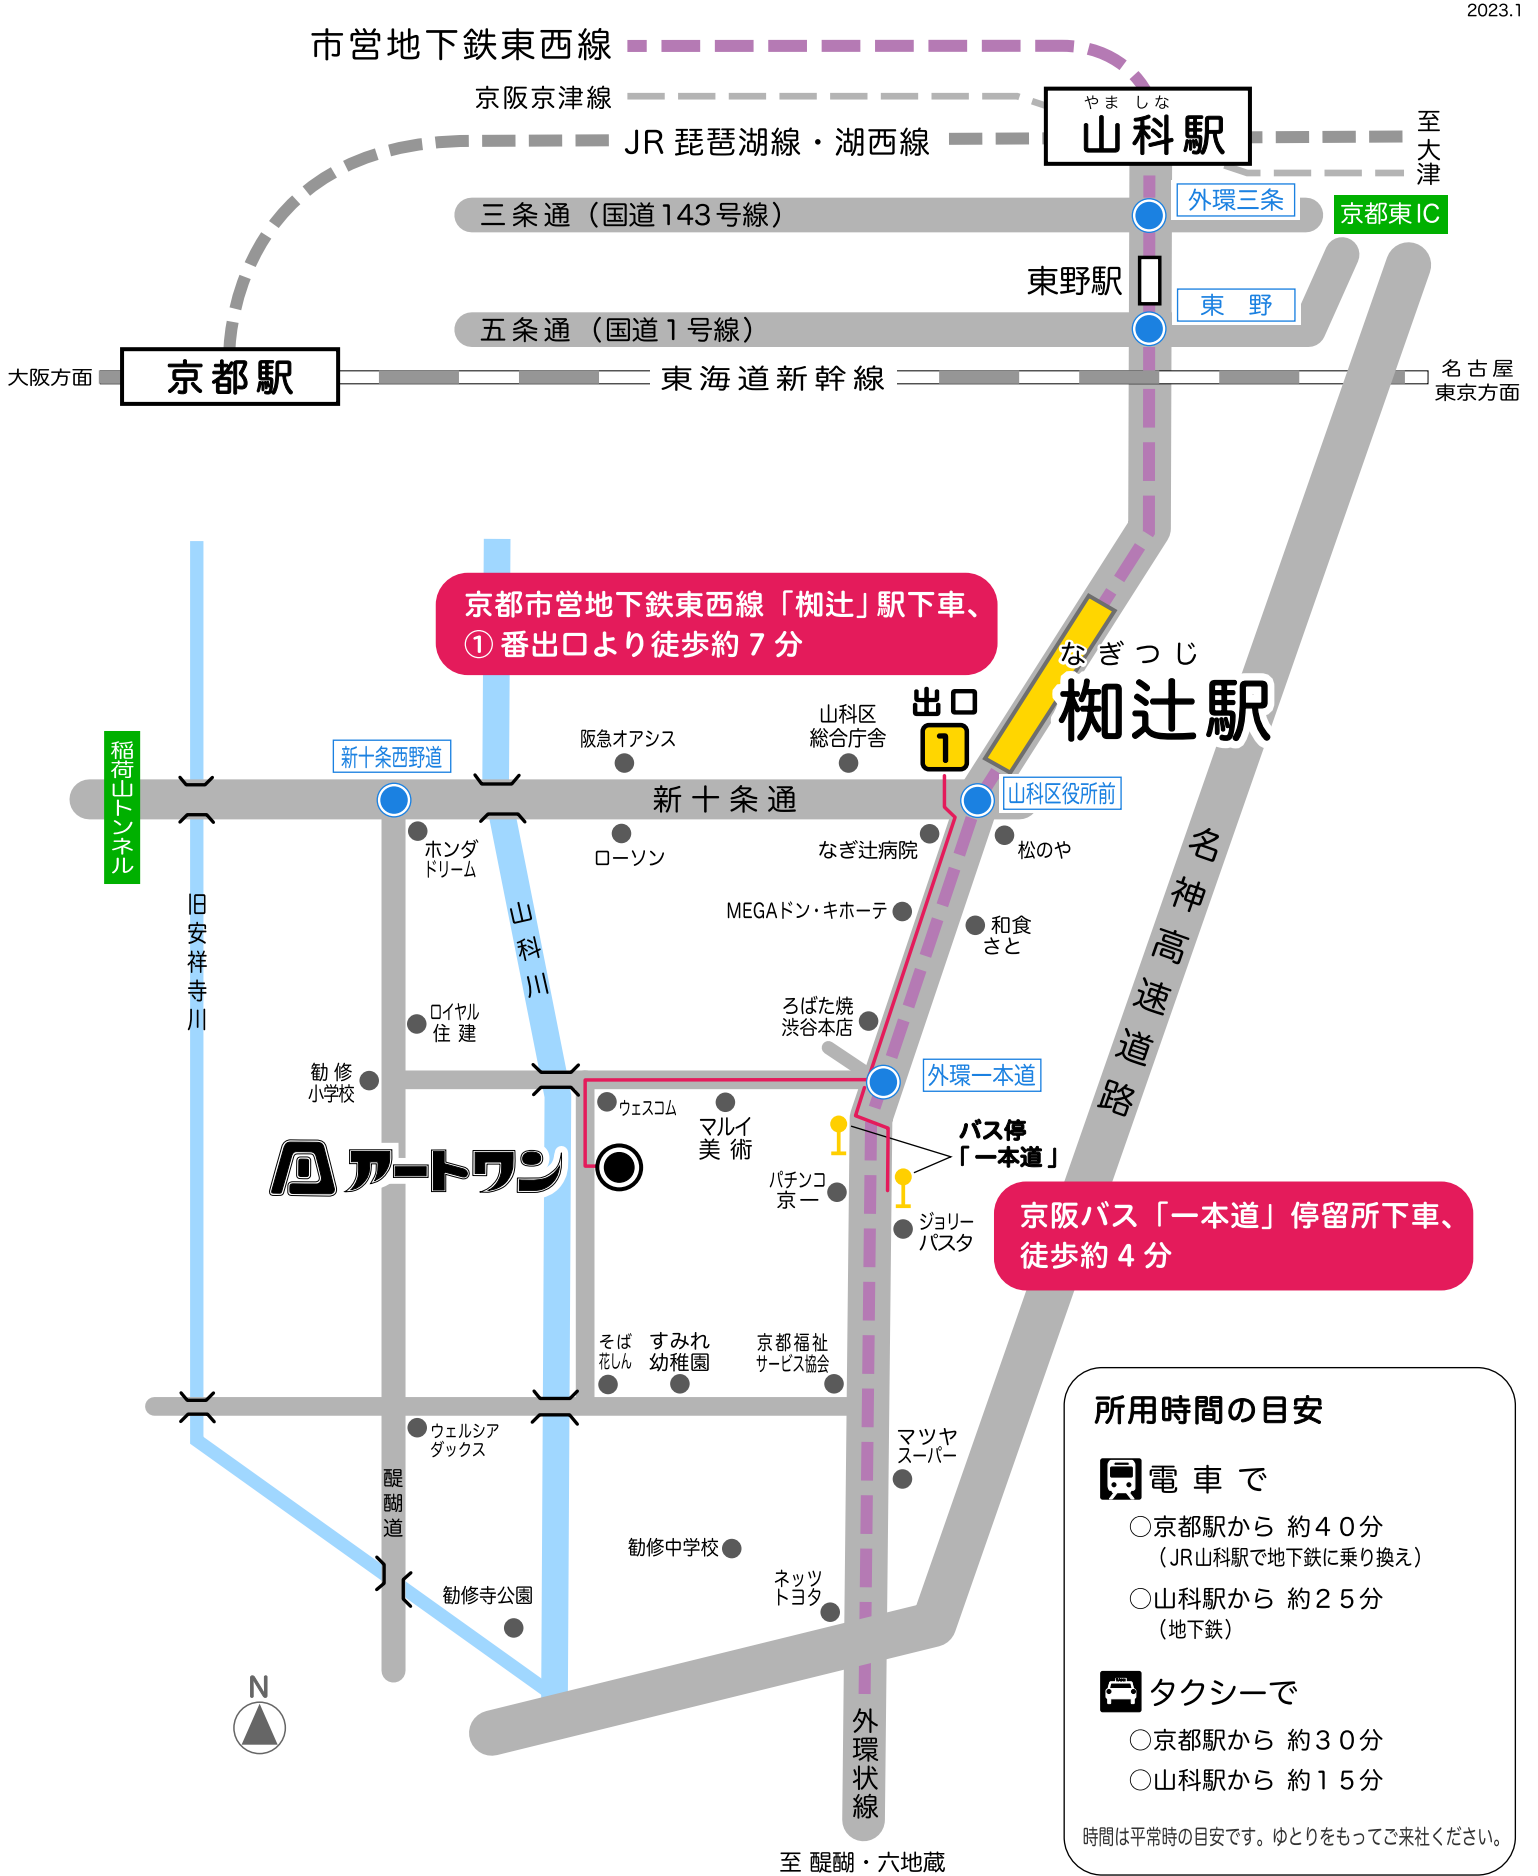 2023.1
市営地下鉄東西線
京阪京津線
JR 琵琶湖線・湖西線
やま しな
山科駅
至大津
三条通（国道143号線）
外環三条
京都東IC
東野駅
五条通（国道1号線）
東 野
大阪方面
京都駅
東海道新幹線
名古屋
東京方面
京都市営地下鉄東西線「椥辻」駅下車、
①番出口より徒歩約7分
なぎつじ
椥辻駅
出口
1
山科区
総合庁舎
阪急オアシス
新十条西野道
稲荷山トンネル
新十条通
山科区役所前
ホンダ
ドリーム
ローソン
なぎ辻病院
松のや
名神高速道路
旧安祥寺川
山科川
MEGAドン・キホーテ
和食
さと
ロイヤル
住建
ろばた焼
渋谷本店
勧修
小学校
外環一本道
ウェスコム
マルイ
美術
バス停
「一本道」
アートワン
パチンコ
京一
ジョリー
パスタ
京阪バス「一本道」停留所下車、
徒歩約4分
そば
花しん
すみれ
幼稚園
京都福祉
サービス協会
ウェルシア
ダックス
マツヤ
スーパー
醍醐道
勧修中学校
勧修寺公園
ネッツ
トヨタ
N
外環状線
至 醍醐・六地蔵
所用時間の目安
電車で
○京都駅から 約40分
（JR山科駅で地下鉄に乗り換え）
○山科駅から 約25分
（地下鉄）
タクシーで
○京都駅から 約30分
○山科駅から 約15分
時間は平常時の目安です。ゆとりをもってご来社ください。